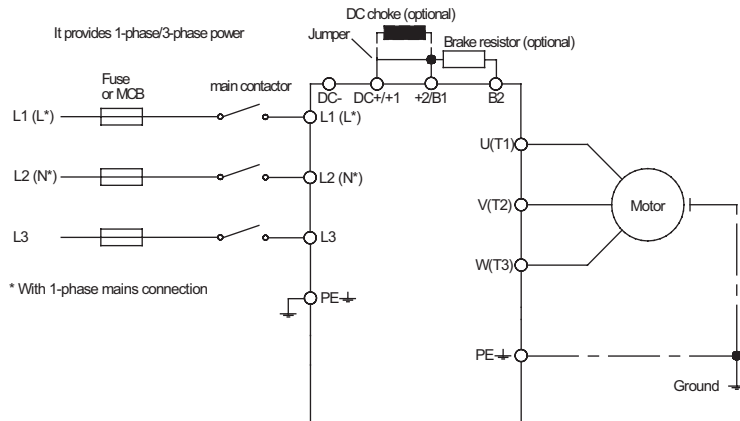 DC choke (optional)
It provides 1-phase/3-phase power
Jumper
Brake resistor (optional)
Fuse
or MCB
main contactor
DC- DC+/+1 +2/B1 B2
L1 (L*) L1 (L*)
U(T1)
L2 (N*) L2 (N*)
V(T2)
Motor
L3 L3
W(T3)
* With 1-phase mains connection
PE
PE
Ground